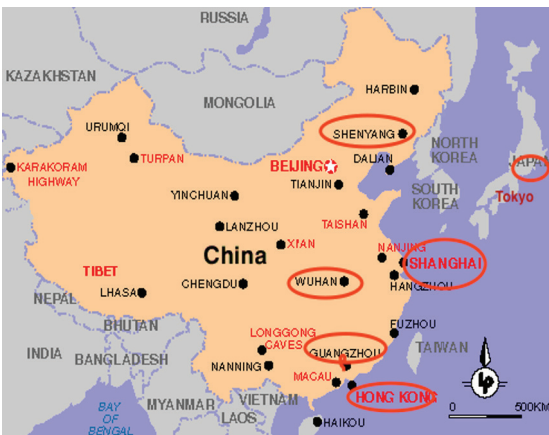 RUSSIA
KAZAKHSTAN
MONGOLIA
HARBIN
URUMQI
SHENYANG
TURPAN
BEIJING
DALIAN
NORTH
KOREA
JAPAN
KARAKORAM
HIGHWAY
TIANJIN
YINCHUAN
SOUTH
KOREA
Tokyo
LANZHOU
TAISHAN
XI'AN
China
NANJING
SHANGHAI
TIBET
LHASA
CHENGDU
WUHAN
HANGZHOU
NEPAL
BHUTAN
FUZHOU
LONGGONG
CAVES
GUANGZHOU
TAIWAN
INDIA
BANGLADESH
NANNING
MACAU
HONG KONG
MYANMAR
VIETNAM
LAOS
BAY
OF
BENGAL
HAIKOU
lp
0 500KM